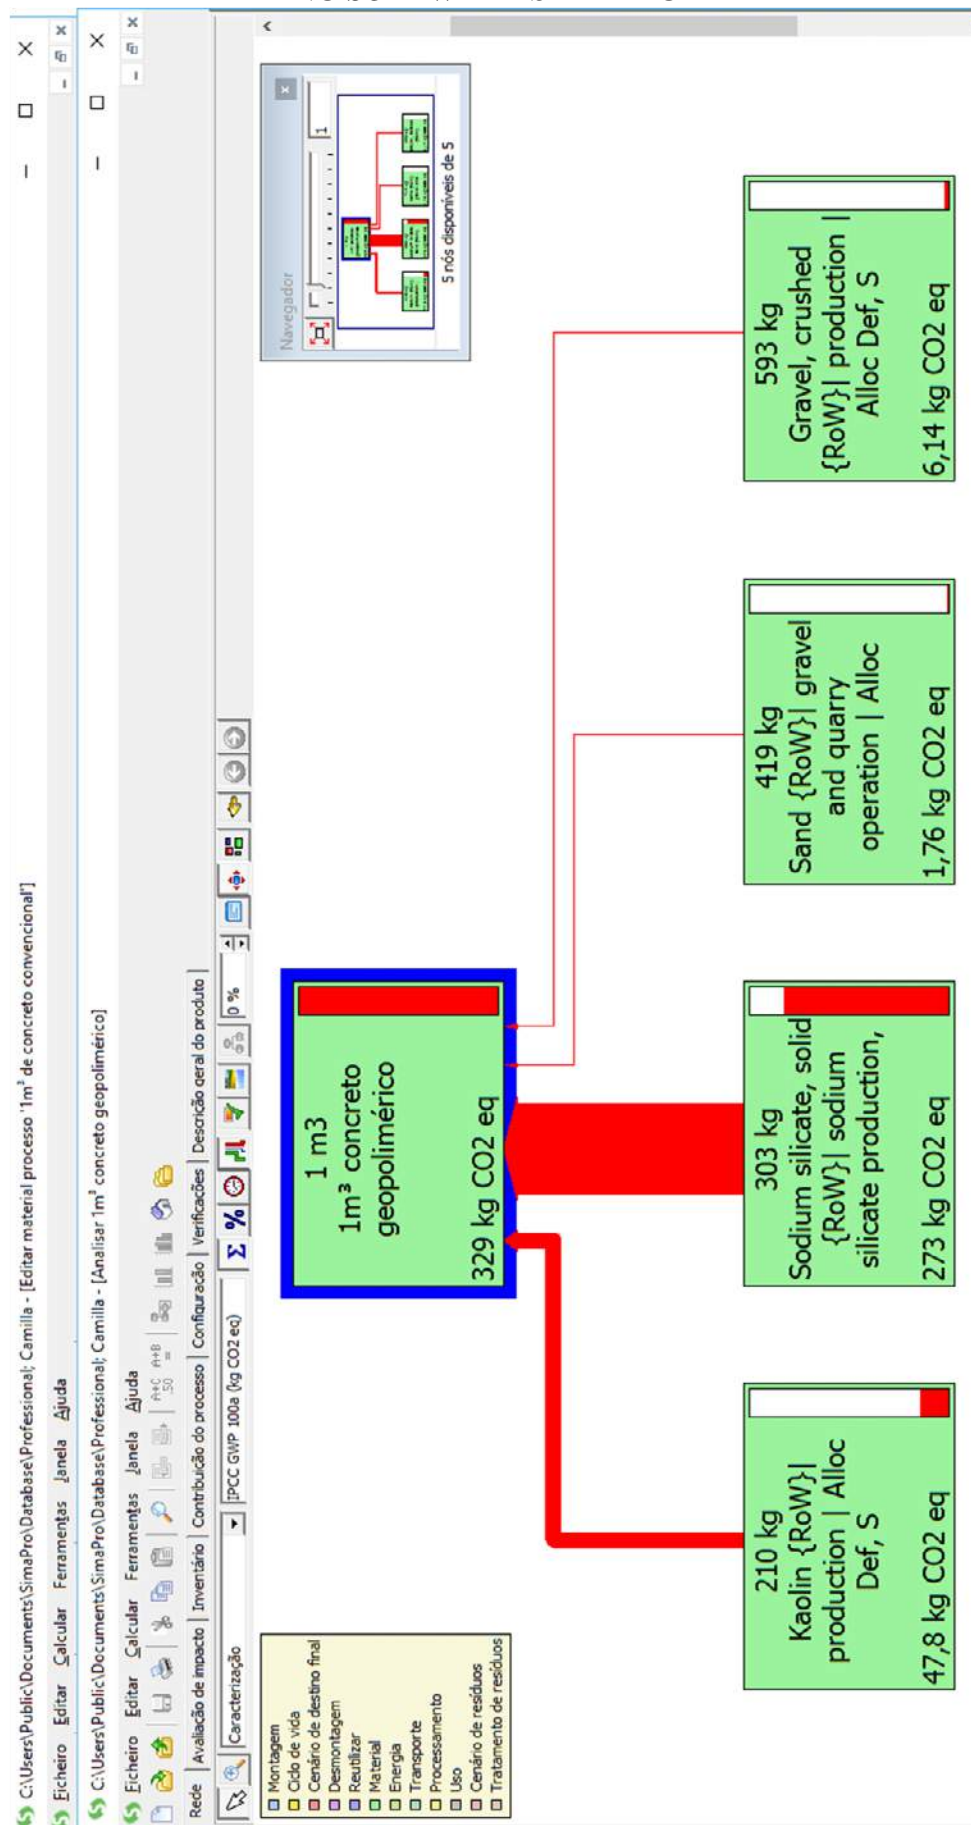 C:\Users\Public\Documents\SimaPro\Database\Professional; Camilla - [Editar material processo '1m³ de concreto convencional']
Ficheiro Editar Calcular Ferramentas Janela Ajuda
C:\Users\Public\Documents\SimaPro\Database\Professional; Camilla - [Analisar 1m³ concreto geopolimérico]
Ficheiro Editar Calcular Ferramentas Janela Ajuda
A+C .50 A+B =
Rede Avaliação de impacto Inventário Contribuição do processo Configuração Verificações Descrição geral do produto
Caracterização IPCC GWP 100a (kg CO2 eq) Σ % 0 %
Montagem
Ciclo de vida
Cenário de destino final
Desmontagem
Reutilizar
Material
Energia
Transporte
Processamento
Uso
Cenário de resíduos
Tratamento de resíduos
1 m3
1m³ concreto
geopolimérico
329 kg CO2 eq
Navegador
1
5 nós disponíveis de 5
210 kg
Kaolin {RoW}|
production | Alloc
Def, S
47,8 kg CO2 eq
303 kg
Sodium silicate, solid
{RoW}| sodium
silicate production,
273 kg CO2 eq
419 kg
Sand {RoW}| gravel
and quarry
operation | Alloc
1,76 kg CO2 eq
593 kg
Gravel, crushed
{RoW}| production |
Alloc Def, S
6,14 kg CO2 eq